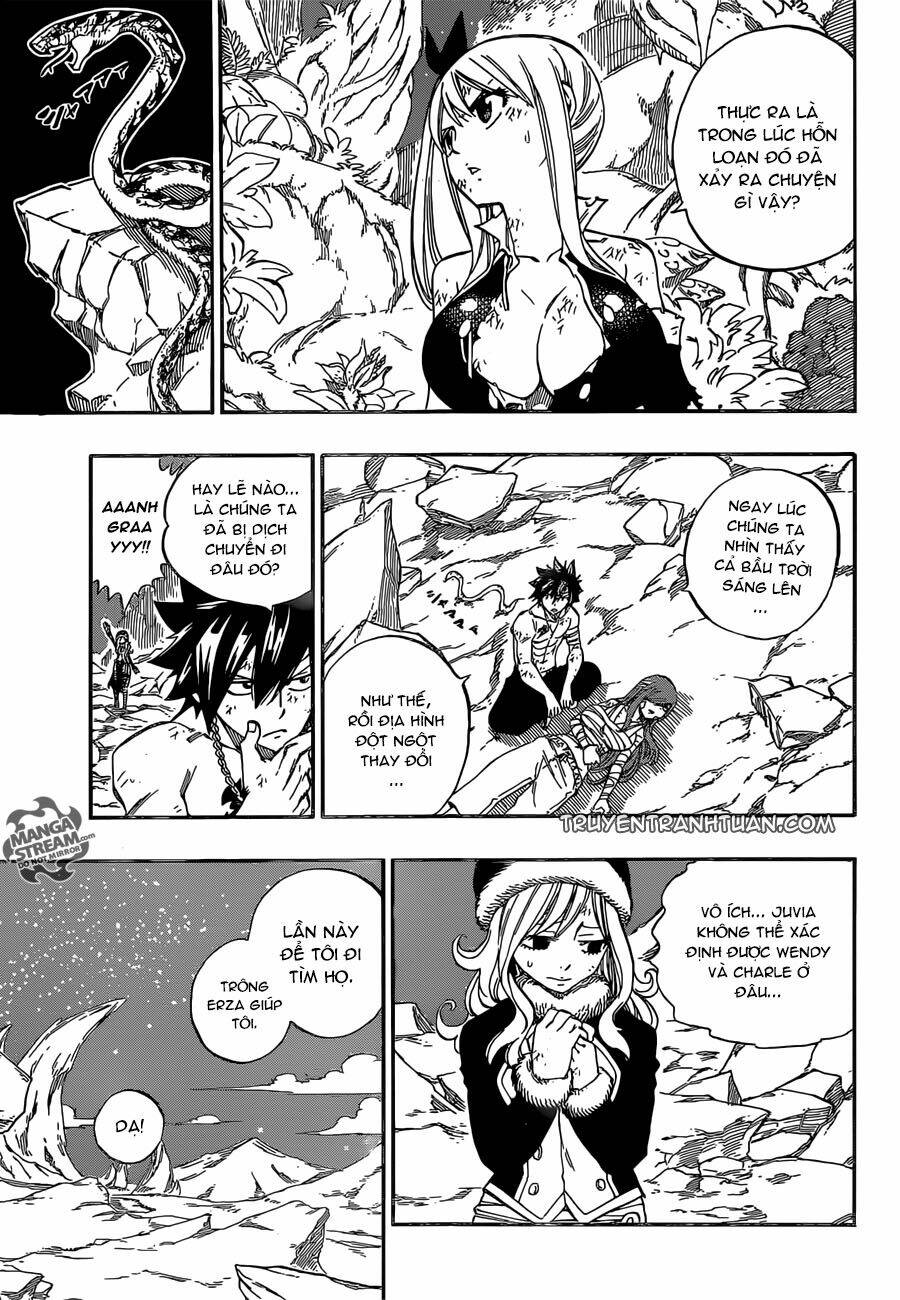 THỰC RA LÀ
TRONG LÚC HỖN
LOẠN ĐÓ ĐÃ
XẢY RA CHUYỆN
GÌ VẬY?
NGAY LÚC
CHÚNG TA
NHÌN THẤY
CẢ BẦU TRỜI
SÁNG LÊN
...
NHƯ THẾ,
RỒI ĐỊA HÌNH
ĐỘT NGỘT
THAY ĐỔI
...
HAY LẼ NÀO...
LÀ CHÚNG TA
ĐÃ BỊ DỊCH
CHUYỂN ĐI
ĐÂU ĐÓ?
AAANH
GRAA
YYY!!
MANGA
STREAM.COM
DO NOT MIRROR!
TRUYENTRANHTUAN.COM
VÔ ÍCH... JUVIA
KHÔNG THỂ XÁC
ĐỊNH ĐƯỢC WENDY
VÀ CHARLE Ở
ĐÂU...
LẦN NÀY
ĐỂ TÔI ĐI
TÌM HỌ.
TRÔNG
ERZA GIÚP
TÔI.
DẠ!